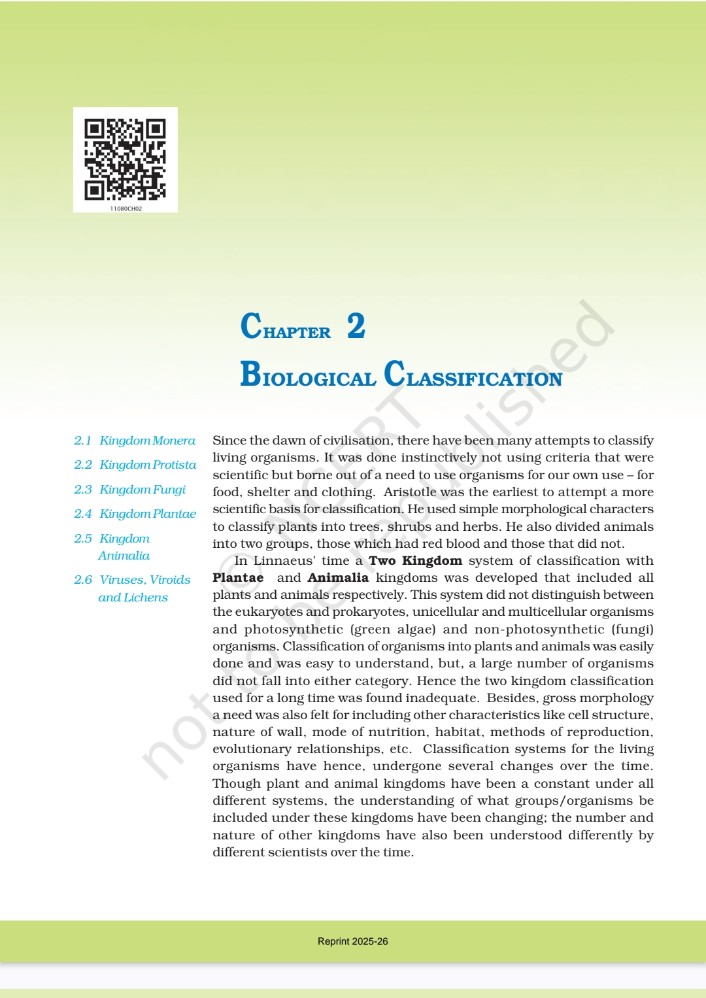 11080CH02
CHAPTER 2
BIOLOGICAL CLASSIFICATION
2.1 Kingdom Monera
2.2 Kingdom Protista
2.3 Kingdom Fungi
2.4 Kingdom Plantae
2.5 Kingdom
Animalia
2.6 Viruses, Viroids
and Lichens
Since the dawn of civilisation, there have been many attempts to classify
living organisms. It was done instinctively not using criteria that were
scientific but borne out of a need to use organisms for our own use – for
food, shelter and clothing. Aristotle was the earliest to attempt a more
scientific basis for classification. He used simple morphological characters
to classify plants into trees, shrubs and herbs. He also divided animals
into two groups, those which had red blood and those that did not.
In Linnaeus' time a Two Kingdom system of classification with
Plantae and Animalia kingdoms was developed that included all
plants and animals respectively. This system did not distinguish between
the eukaryotes and prokaryotes, unicellular and multicellular organisms
and photosynthetic (green algae) and non-photosynthetic (fungi)
organisms. Classification of organisms into plants and animals was easily
done and was easy to understand, but, a large number of organisms
did not fall into either category. Hence the two kingdom classification
used for a long time was found inadequate. Besides, gross morphology
a need was also felt for including other characteristics like cell structure,
nature of wall, mode of nutrition, habitat, methods of reproduction,
evolutionary relationships, etc. Classification systems for the living
organisms have hence, undergone several changes over the time.
Though plant and animal kingdoms have been a constant under all
different systems, the understanding of what groups/organisms be
included under these kingdoms have been changing; the number and
nature of other kingdoms have also been understood differently by
different scientists over the time.
© NCERT
not to be republished
Reprint 2025-26